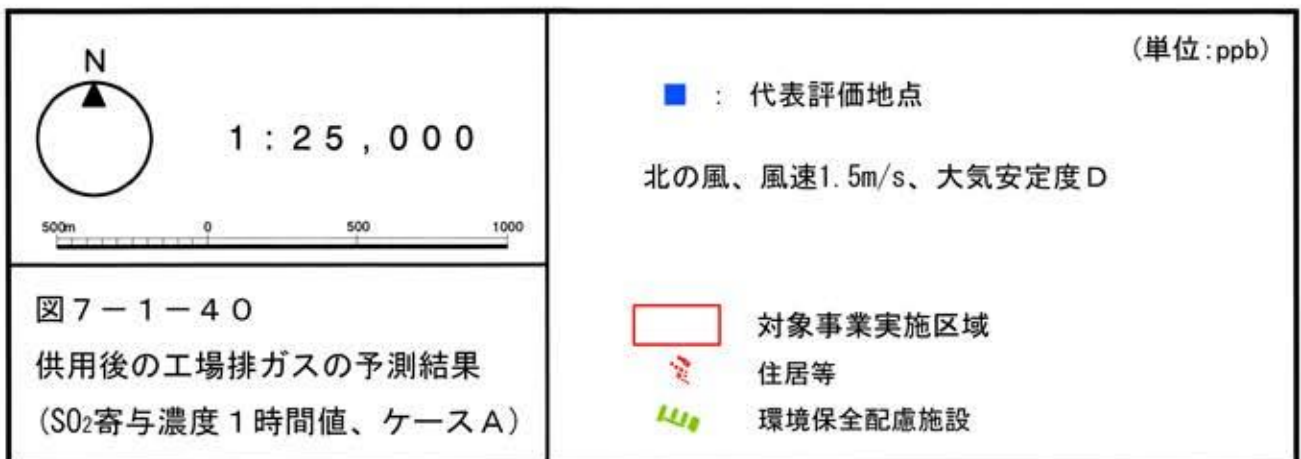 N
1:25,000
500m 0 500 1000
図7-1-40
供用後の工場排ガスの予測結果
(SO2寄与濃度1時間値、ケースA)
(単位:ppb)
: 代表評価地点
北の風、風速1.5m/s、大気安定度D
対象事業実施区域
住居等
環境保全配慮施設